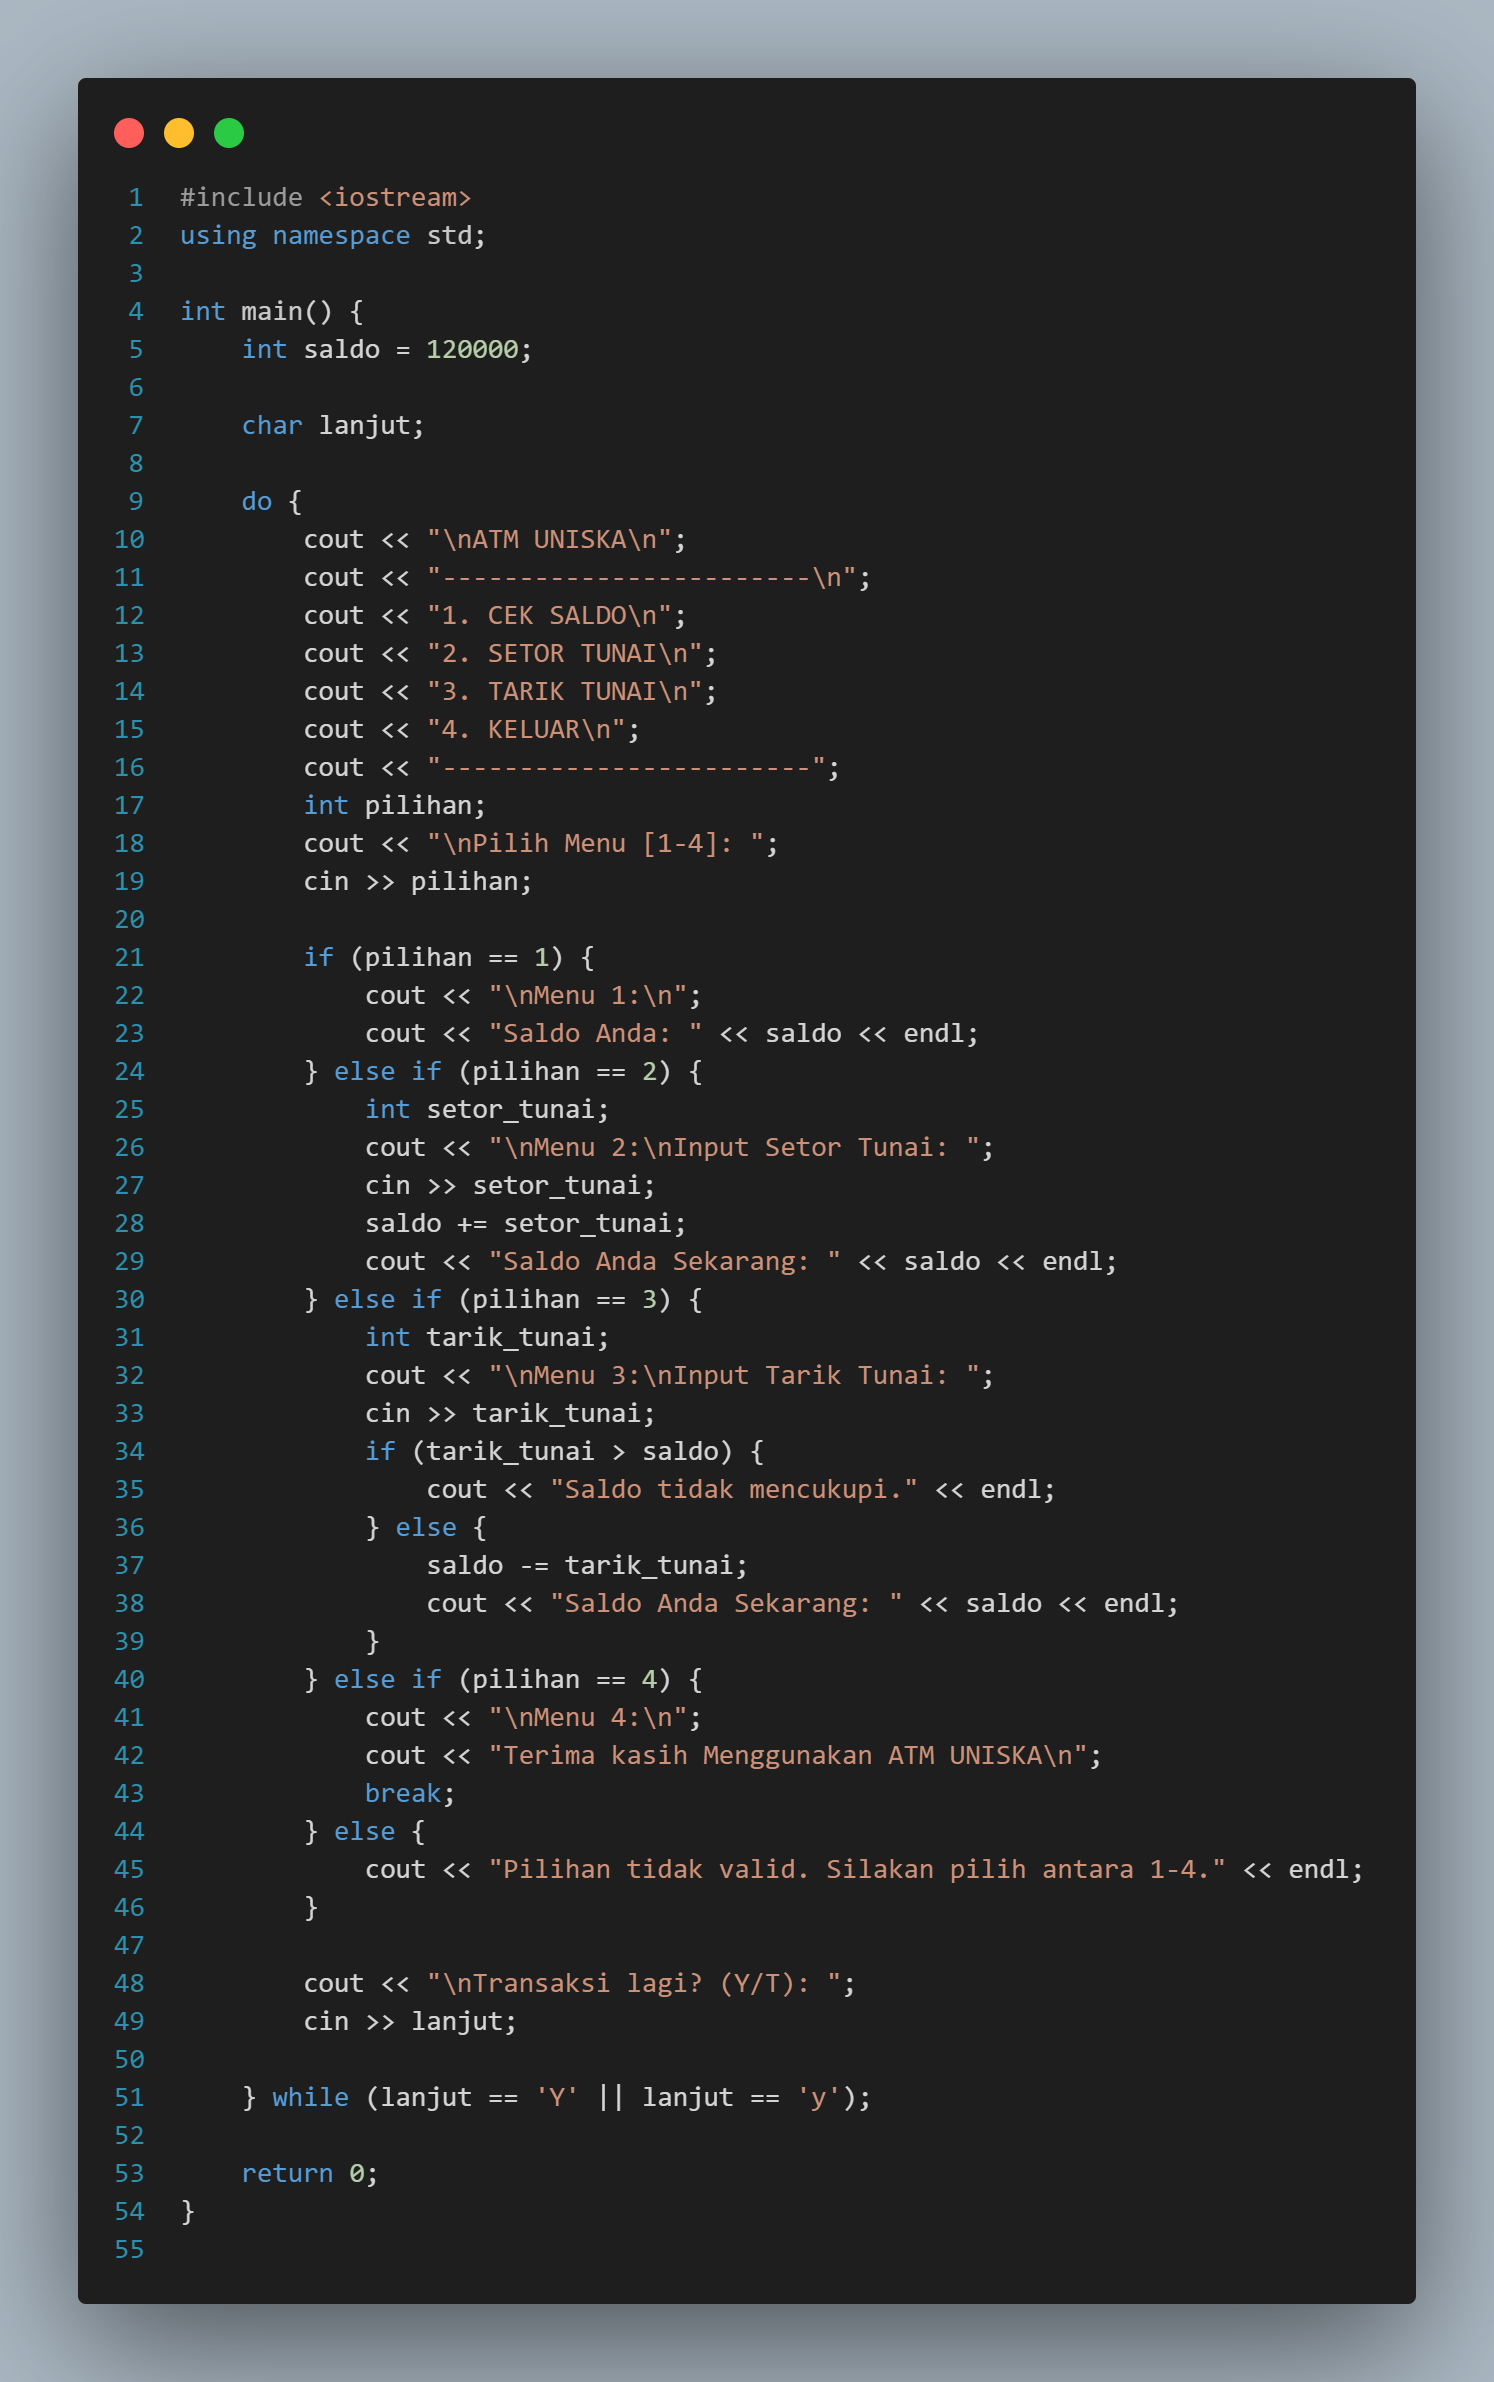 1 #include <iostream>
2 using namespace std;
3
4 int main() {
5     int saldo = 120000;
6
7     char lanjut;
8
9     do {
10         cout << "\nATM UNISKA\n";
11         cout << "------------------------\n";
12         cout << "1. CEK SALDO\n";
13         cout << "2. SETOR TUNAI\n";
14         cout << "3. TARIK TUNAI\n";
15         cout << "4. KELUAR\n";
16         cout << "------------------------";
17         int pilihan;
18         cout << "\nPilih Menu [1-4]: ";
19         cin >> pilihan;
20
21         if (pilihan == 1) {
22             cout << "\nMenu 1:\n";
23             cout << "Saldo Anda: " << saldo << endl;
24         } else if (pilihan == 2) {
25             int setor_tunai;
26             cout << "\nMenu 2:\nInput Setor Tunai: ";
27             cin >> setor_tunai;
28             saldo += setor_tunai;
29             cout << "Saldo Anda Sekarang: " << saldo << endl;
30         } else if (pilihan == 3) {
31             int tarik_tunai;
32             cout << "\nMenu 3:\nInput Tarik Tunai: ";
33             cin >> tarik_tunai;
34             if (tarik_tunai > saldo) {
35                 cout << "Saldo tidak mencukupi." << endl;
36             } else {
37                 saldo -= tarik_tunai;
38                 cout << "Saldo Anda Sekarang: " << saldo << endl;
39             }
40         } else if (pilihan == 4) {
41             cout << "\nMenu 4:\n";
42             cout << "Terima kasih Menggunakan ATM UNISKA\n";
43             break;
44         } else {
45             cout << "Pilihan tidak valid. Silakan pilih antara 1-4." << endl;
46         }
47
48         cout << "\nTransaksi lagi? (Y/T): ";
49         cin >> lanjut;
50
51     } while (lanjut == 'Y' || lanjut == 'y');
52
53     return 0;
54 }
55